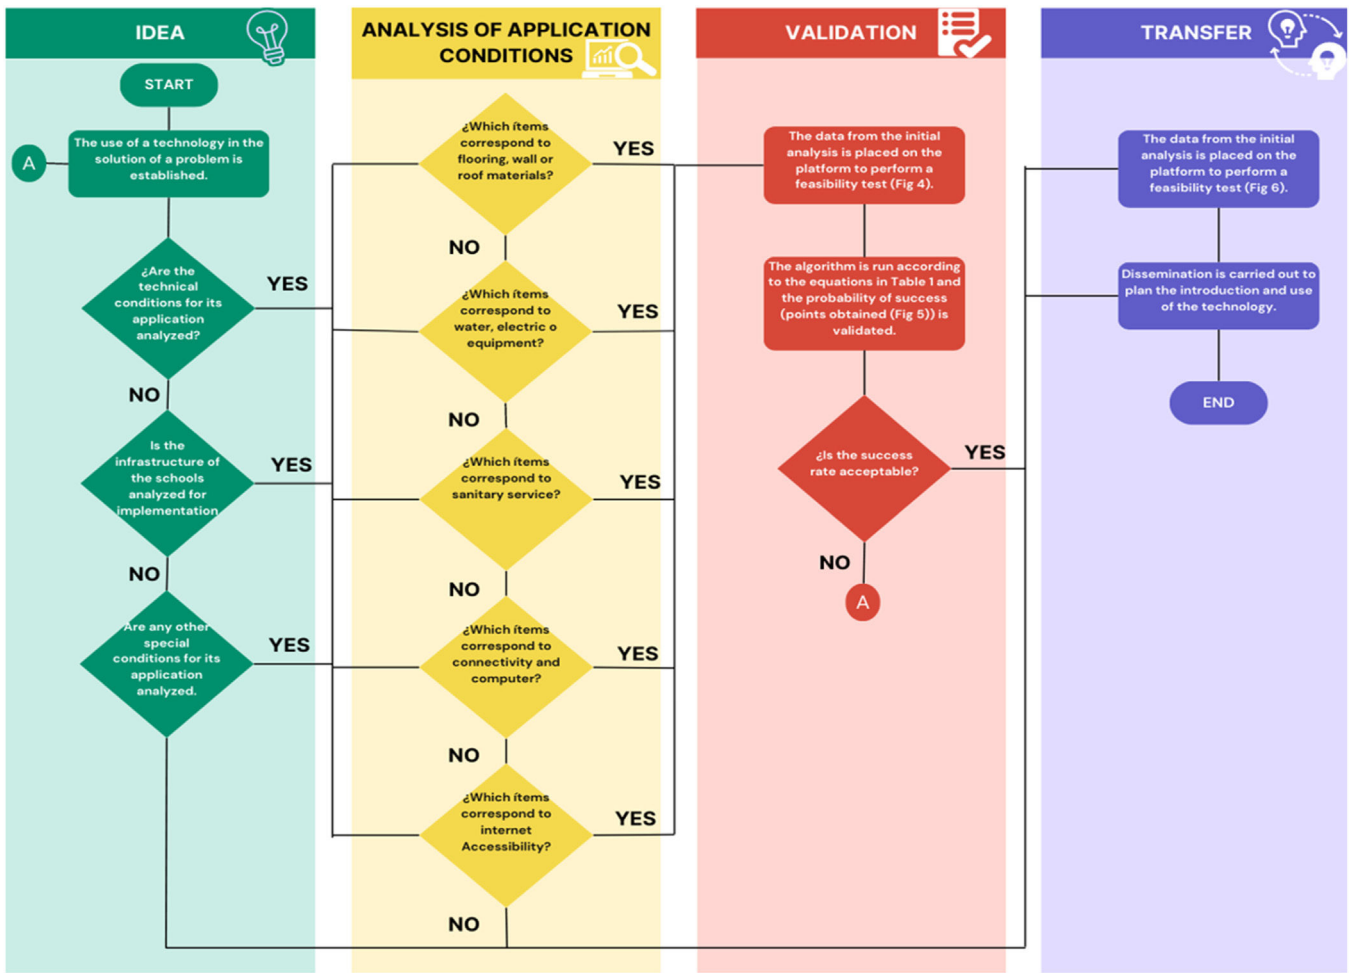 IDEA
START
The use of a technology in the
solution of a problem is
established.
A
¿Are the
technical
conditions for its
application
analyzed?
YES
NO
Is the
infrastructure of
the schools
analyzed for
implementation
YES
NO
Are any other
special
conditions for its
application
analyzed.
YES
ANALYSIS OF APPLICATION
CONDITIONS
¿Which ítems
correspond to
flooring, wall or
roof materials?
YES
NO
¿Which ítems
correspond to
water, electric o
equipment?
YES
NO
¿Which ítems
correspond to
sanitary service?
YES
NO
¿Which ítems
correspond to
connectivity and
computer?
YES
NO
¿Which ítems
correspond to
internet
Accessibility?
YES
NO
VALIDATION
The data from the initial
analysis is placed on the
platform to perform a
feasibility test (Fig 4).
The algorithm is run according
to the equations in Table 1 and
the probability of success
(points obtained (Fig 5)) is
validated.
¿Is the success
rate acceptable?
YES
NO
A
TRANSFER
The data from the initial
analysis is placed on the
platform to perform a
feasibility test (Fig 6).
Dissemination is carried out to
plan the introduction and use
of the technology.
END